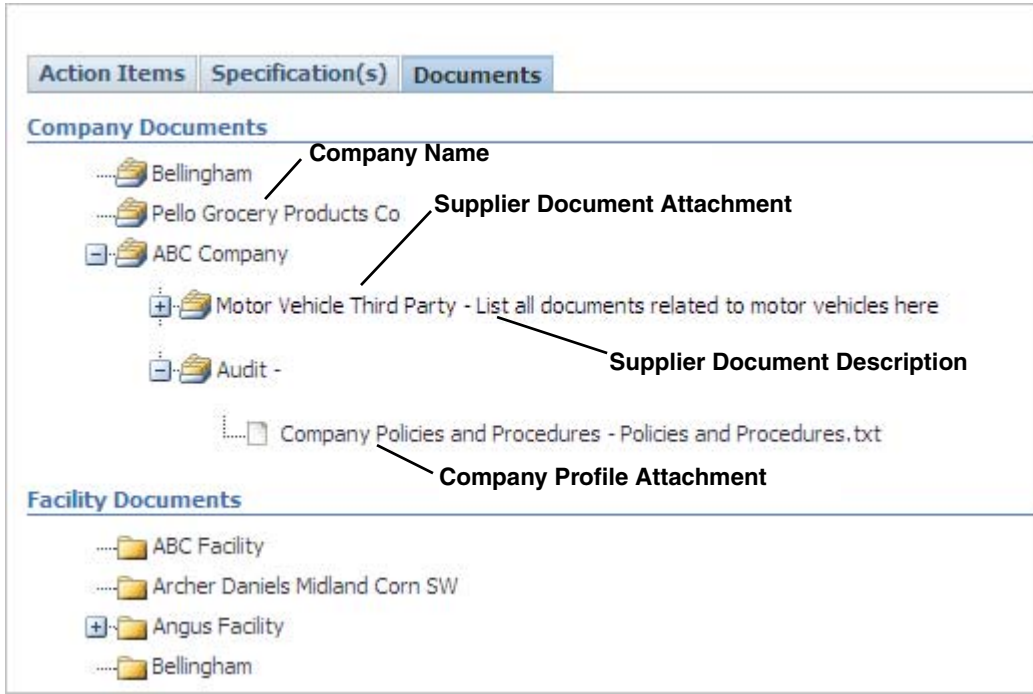 Action Items Specification(s) Documents
Company Documents
Company Name
Bellingham
Supplier Document Attachment
Pello Grocery Products Co
ABC Company
Motor Vehicle Third Party - List all documents related to motor vehicles here
Supplier Document Description
Audit -
Company Policies and Procedures - Policies and Procedures.txt
Company Profile Attachment
Facility Documents
ABC Facility
Archer Daniels Midland Corn SW
Angus Facility
Bellingham